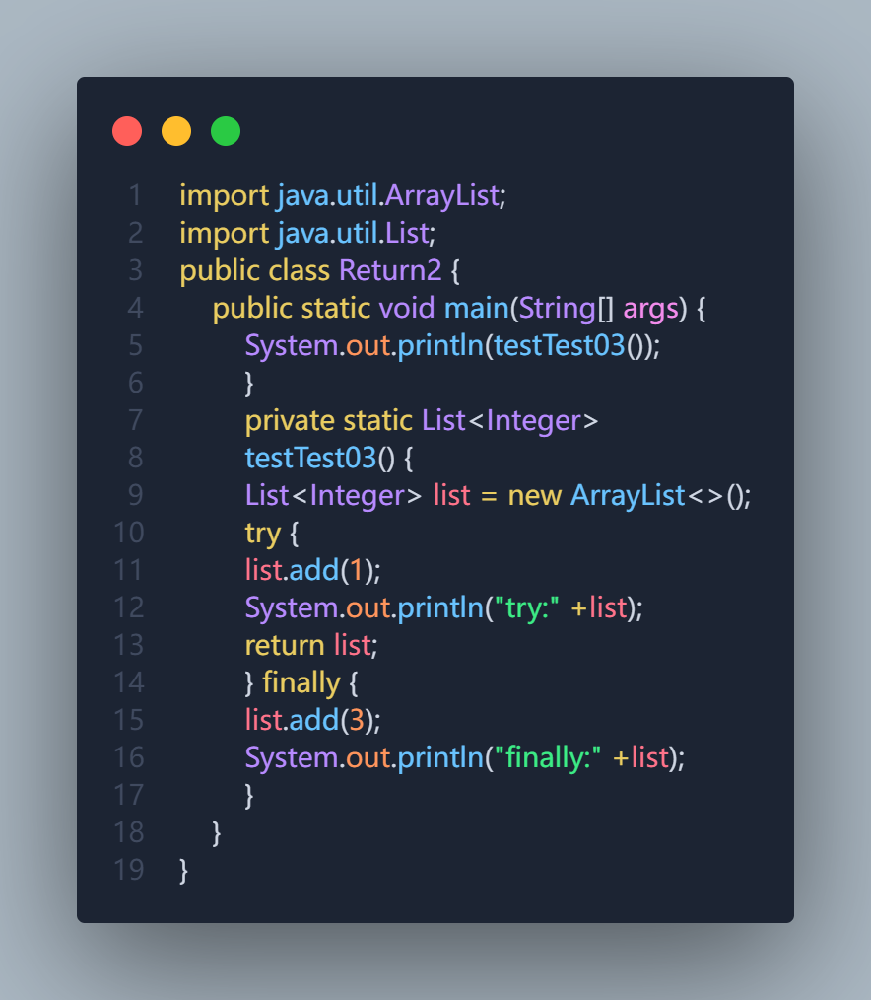 1 import java.util.ArrayList;
2 import java.util.List;
3 public class Return2 {
4 public static void main(String[] args) {
5 System.out.println(testTest03());
6 }
7 private static List<Integer>
8 testTest03() {
9 List<Integer> list = new ArrayList<>();
10 try {
11 list.add(1);
12 System.out.println("try:" +list);
13 return list;
14 } finally {
15 list.add(3);
16 System.out.println("finally:" +list);
17 }
18 }
19 }